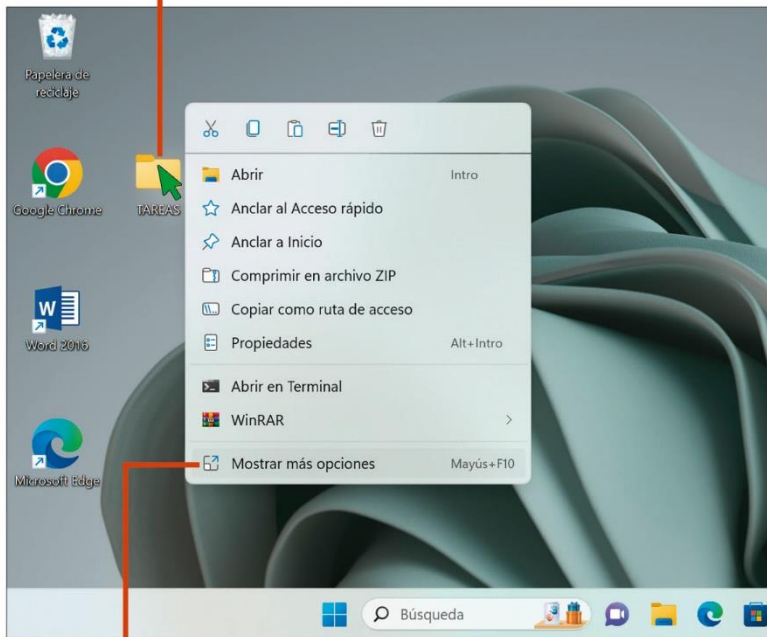 Papelera de
reciclaje
Google Chrome
TAREAS
Word 2016
Microsoft Edge
Abrir Intro
Anclar al Acceso rápido
Anclar a Inicio
Comprimir en archivo ZIP
Copiar como ruta de acceso
Propiedades Alt+Intro
Abrir en Terminal
WinRAR
Mostrar más opciones Mayús+F10
Búsqueda